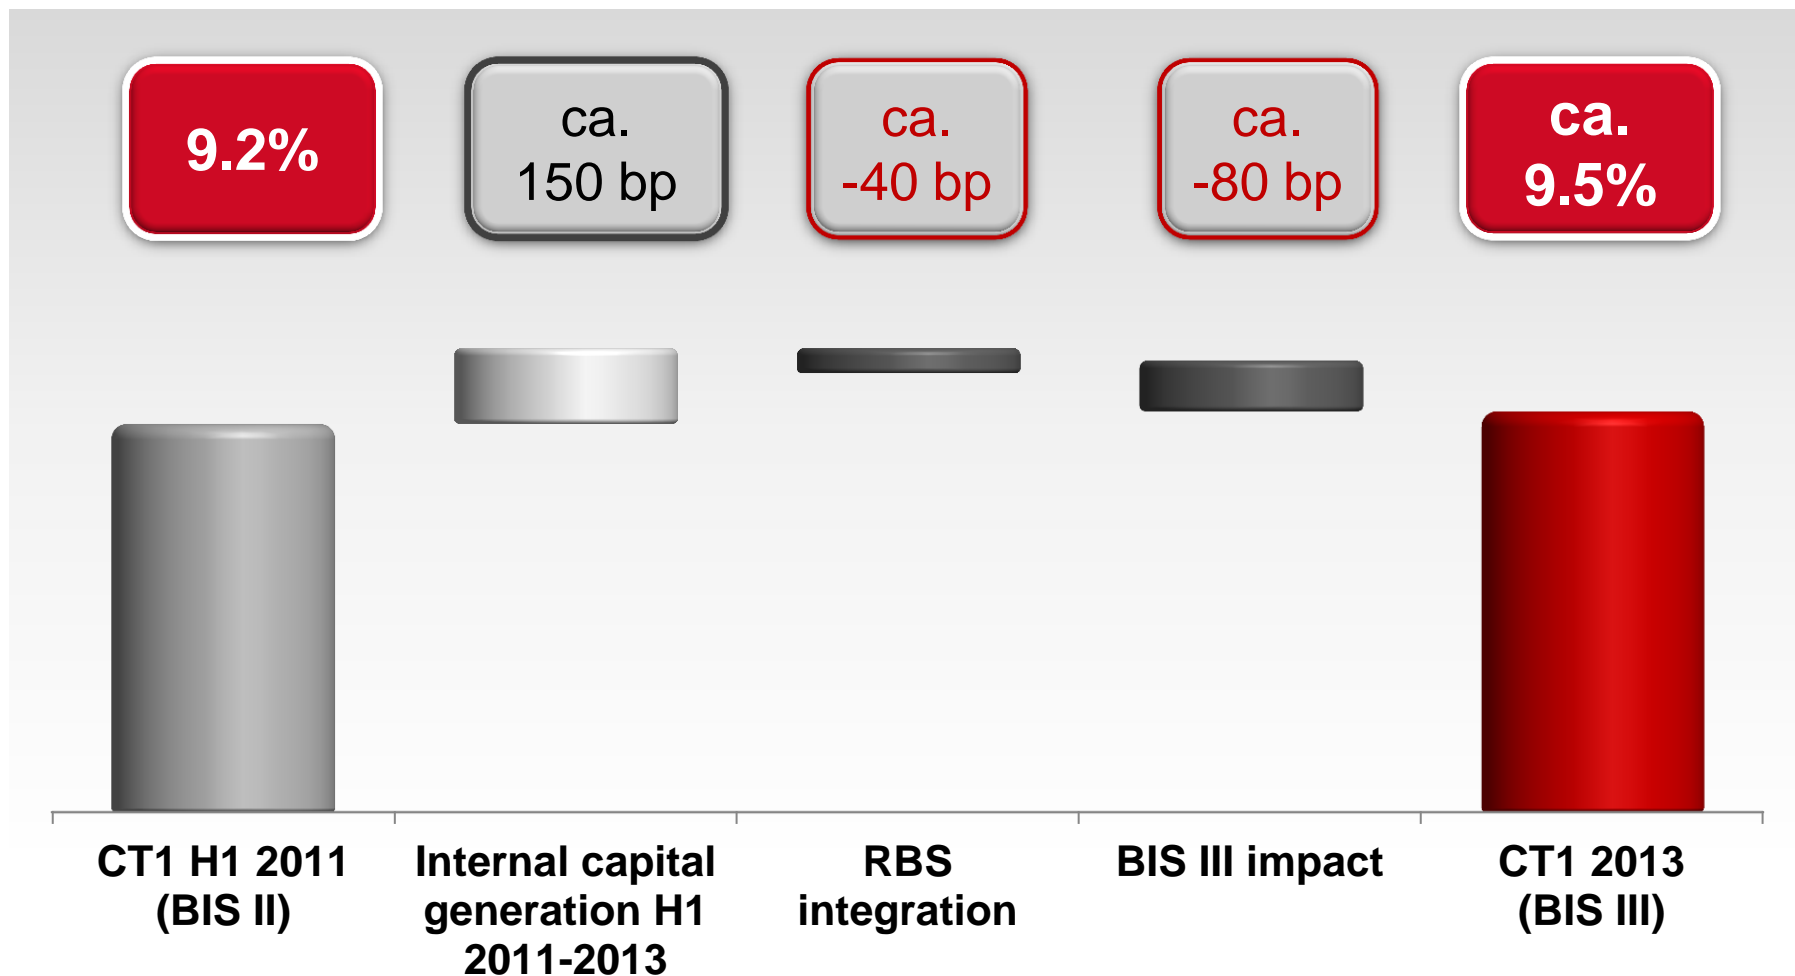 9.2%
ca.
150 bp
ca.
-40 bp
ca.
-80 bp
ca.
9.5%
CT1 H1 2011
(BIS II)
Internal capital
generation H1
2011-2013
RBS
integration
BIS III impact
CT1 2013
(BIS III)